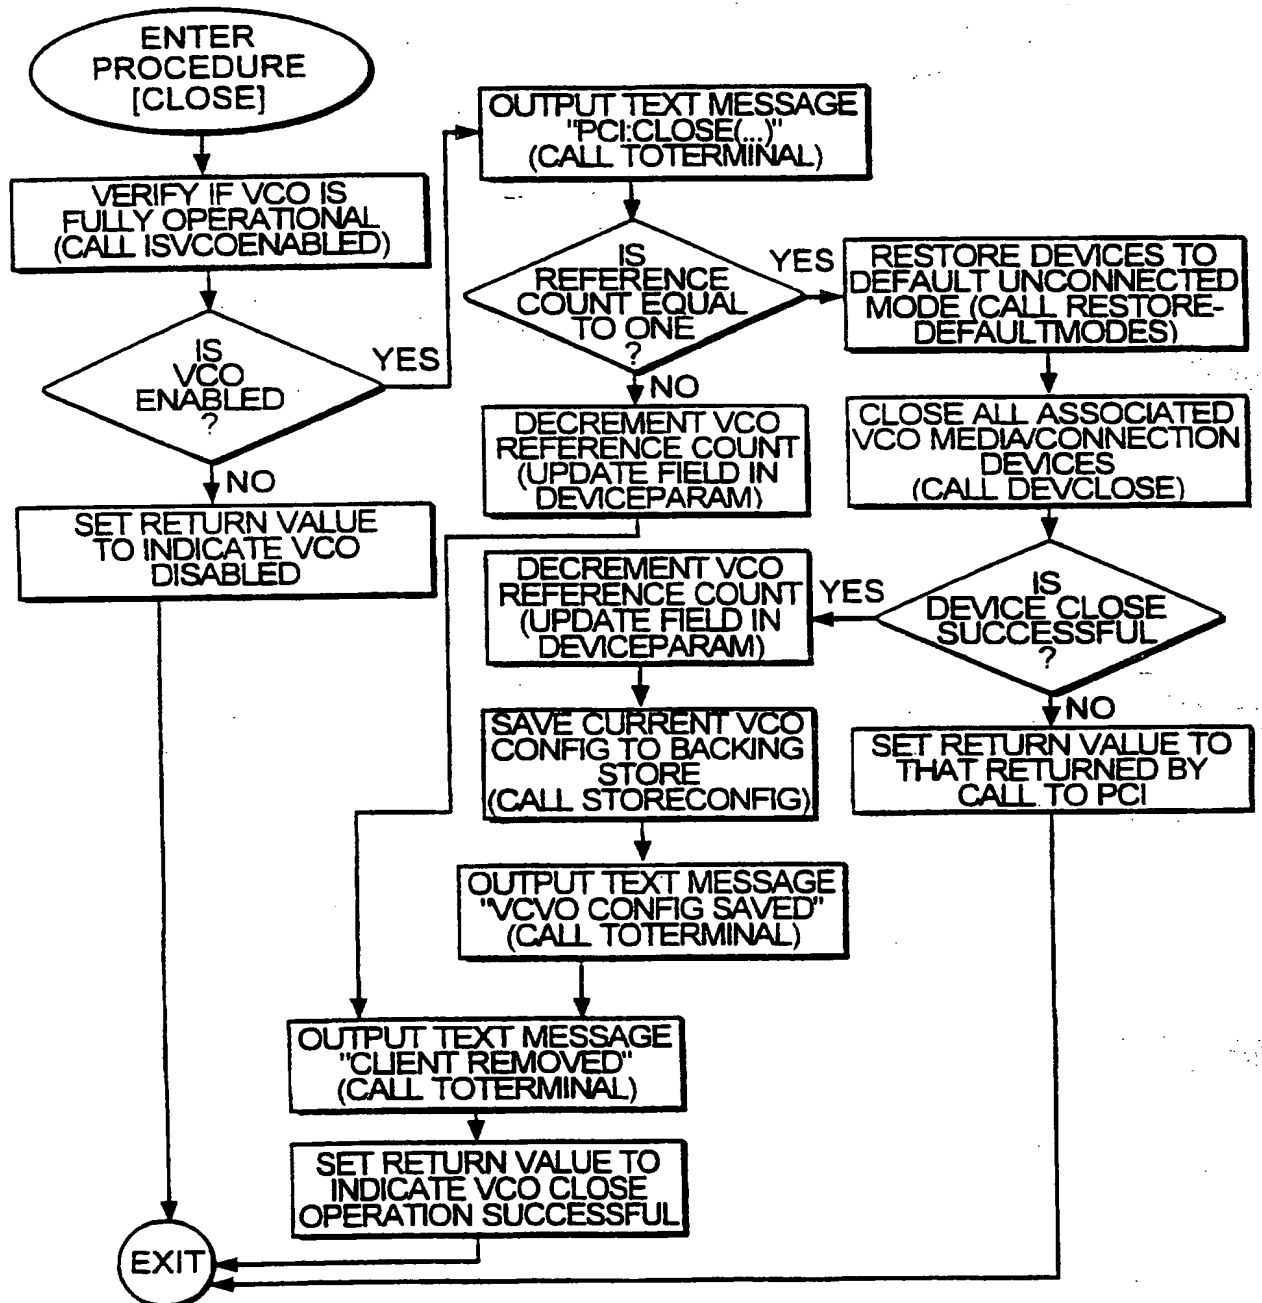 ENTER
PROCEDURE
[CLOSE]
VERIFY IF VCO IS
FULLY OPERATIONAL
(CALL ISVCOENABLED)
IS
VCO
ENABLED
?
YES
NO
SET RETURN VALUE
TO INDICATE VCO
DISABLED
OUTPUT TEXT MESSAGE
"PCI:CLOSE(...)"
(CALL TOTERMINAL)
IS
REFERENCE
COUNT EQUAL
TO ONE
?
YES
NO
DECREMENT VCO
REFERENCE COUNT
(UPDATE FIELD IN
DEVICEPARAM)
RESTORE DEVICES TO
DEFAULT UNCONNECTED
MODE (CALL RESTORE-
DEFAULTMODES)
CLOSE ALL ASSOCIATED
VCO MEDIA/CONNECTION
DEVICES
(CALL DEVCLOSE)
IS
DEVICE CLOSE
SUCCESSFUL
?
YES
NO
DECREMENT VCO
REFERENCE COUNT
(UPDATE FIELD IN
DEVICEPARAM)
SET RETURN VALUE TO
THAT RETURNED BY
CALL TO PCI
SAVE CURRENT VCO
CONFIG TO BACKING
STORE
(CALL STORECONFIG)
OUTPUT TEXT MESSAGE
"VCVO CONFIG SAVED"
(CALL TOTERMINAL)
OUTPUT TEXT MESSAGE
"CLIENT REMOVED"
(CALL TOTERMINAL)
SET RETURN VALUE TO
INDICATE VCO CLOSE
OPERATION SUCCESSFUL
EXIT